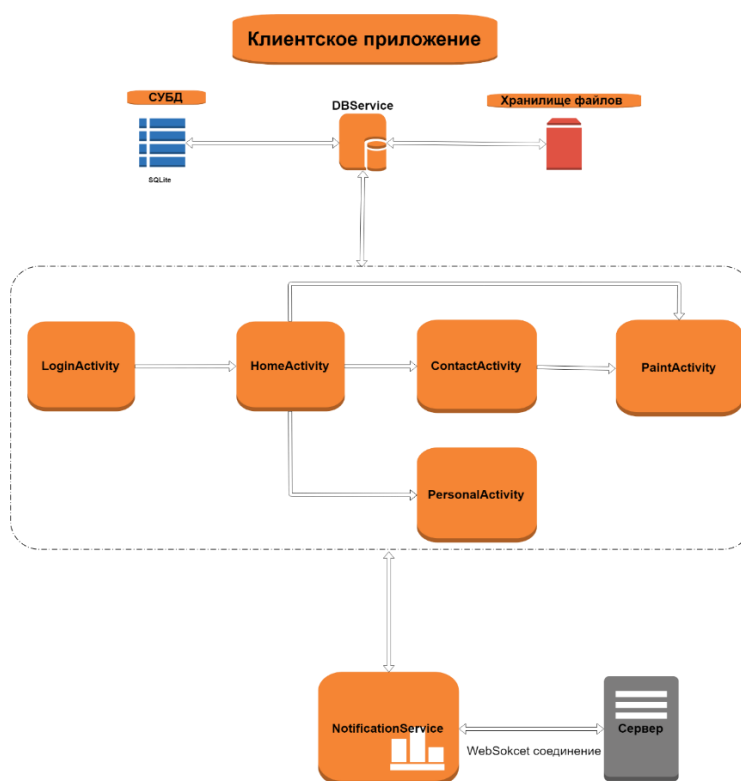 Клиентское приложение
СУБД
DBService
Хранилище файлов
SQLite
LoginActivity
HomeActivity
ContactActivity
PaintActivity
PersonalActivity
NotificationService
Сервер
WebSokcet соединение